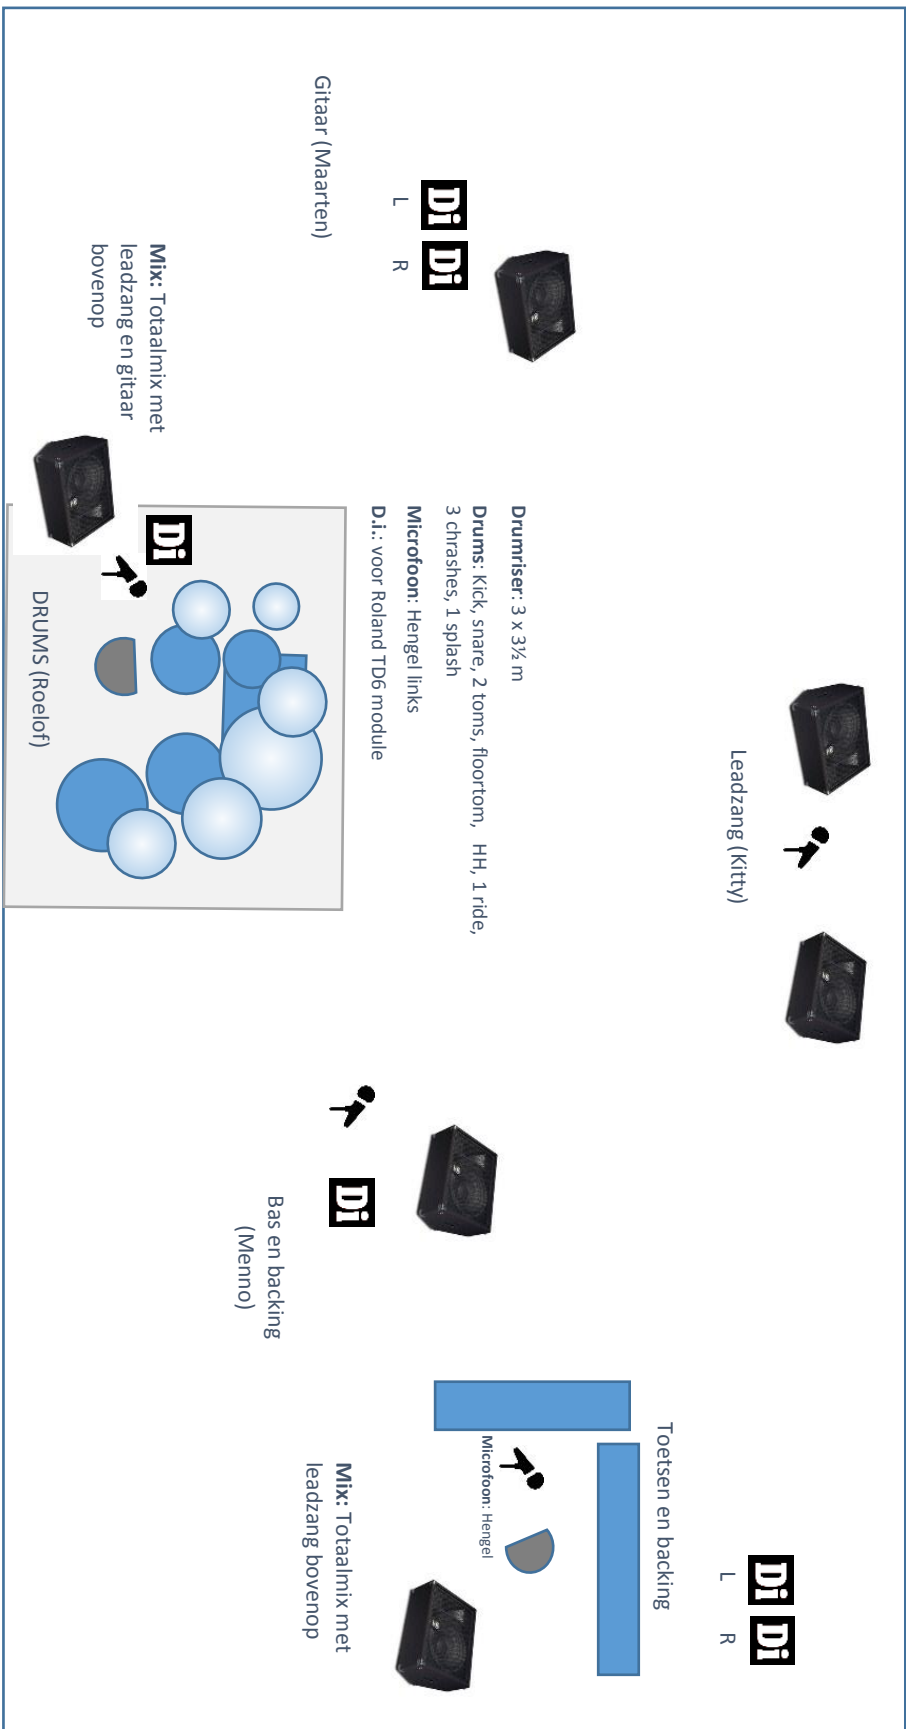 Di Di
L R
Leadzang (Kitty)
Toetsen en backing
Microfoon: Hengel
Drumriser: 3 x 3½ m
Drums: Kick, snare, 2 toms, floortom, HH, 1 ride,
3 chrashes, 1 splash
Microfoon: Hengel links
D.i.: voor Roland TD6 module
Di Di
L R
Gitaar (Maarten)
Di
Bas en backing
(Menno)
Mix: Totaalmix met
leadzang bovenop
Mix: Totaalmix met
leadzang en gitaar
bovenop
Di
DRUMS (Roelof)